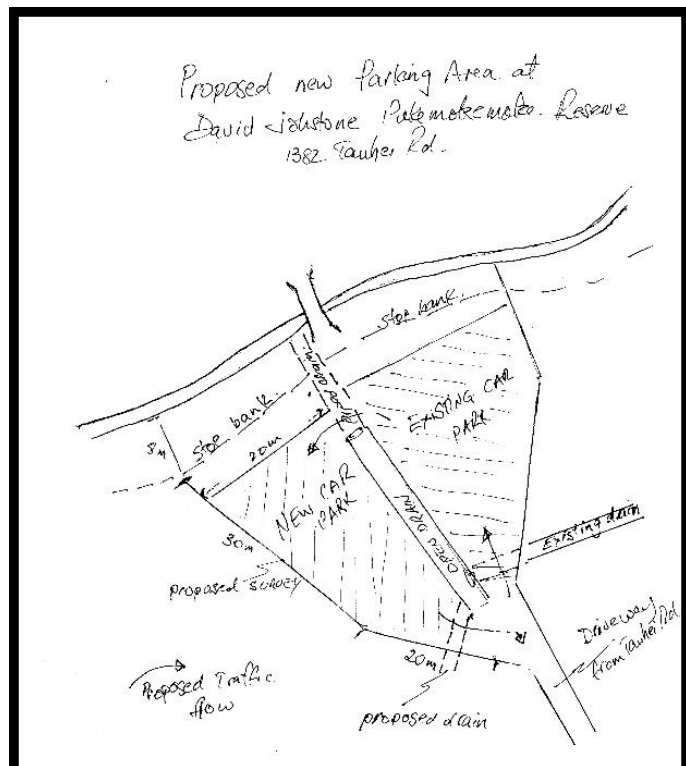 Proposed new Parking Area at
David Johstone Pukemokemoke Reserve
1382 Tauhei Rd.
Stop bank.
Stop bank.
8m
20m
EXISTING CAR
PARK
NEW CAR
PARK
OPEN DRAIN
30m
proposed survey
Existing drain
Driveway
from Tauhei Rd
20m
Proposed Traffic
flow
proposed drain